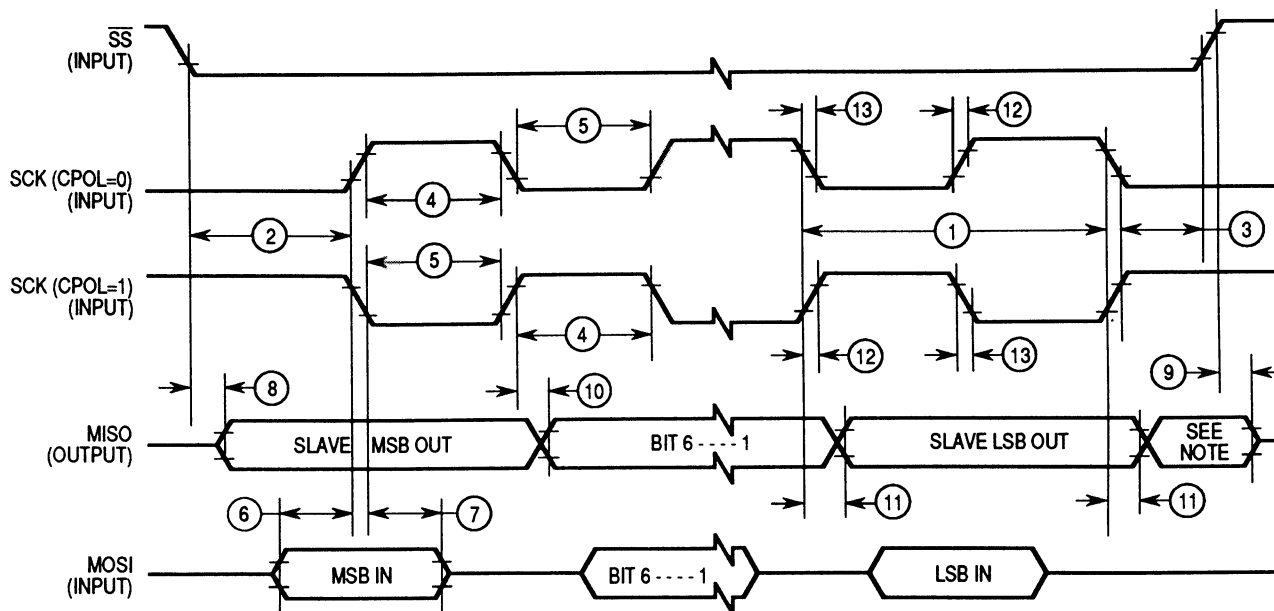 SS
(INPUT)
13
12
5
SCK (CPOL=0)
(INPUT)
4
2
1
3
5
SCK (CPOL=1)
(INPUT)
4
12
13
9
8
10
MISO
(OUTPUT)
SLAVE MSB OUT
BIT 6 - - - - 1
SLAVE LSB OUT
SEE
NOTE
6
7
11
11
MOSI
(INPUT)
MSB IN
BIT 6 - - - - 1
LSB IN